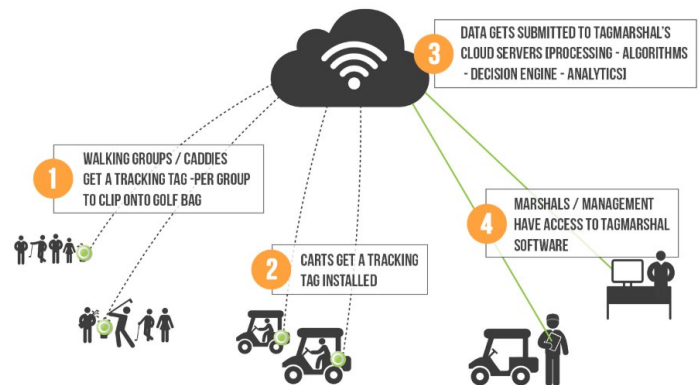 1
WALKING GROUPS / CADDIES
GET A TRACKING TAG -PER GROUP
TO CLIP ONTO GOLF BAG
2
CARTS GET A TRACKING
TAG INSTALLED
3
DATA GETS SUBMITTED TO TAGMARSHAL'S
CLOUD SERVERS [PROCESSING - ALGORITHMS
- DECISION ENGINE - ANALYTICS]
4
MARSHALS / MANAGEMENT
HAVE ACCESS TO TAGMARSHAL
SOFTWARE